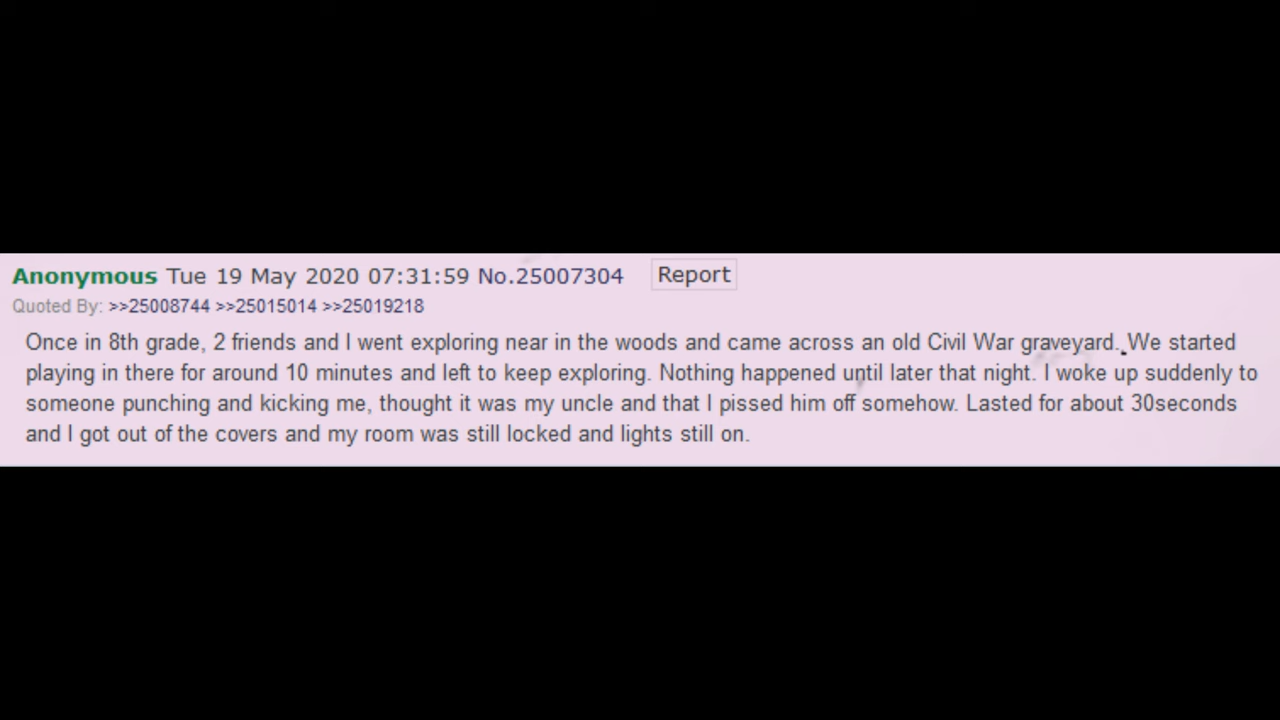 Anonymous Tue 19 May 2020 07:31:59 No.25007304 Report
Quoted By: >>25008744 >>25015014 >>25019218
Once in 8th grade, 2 friends and I went exploring near in the woods and came across an old Civil War graveyard. We started
playing in there for around 10 minutes and left to keep exploring. Nothing happened until later that night. I woke up suddenly to
someone punching and kicking me, thought it was my uncle and that I pissed him off somehow. Lasted for about 30seconds
and I got out of the covers and my room was still locked and lights still on.